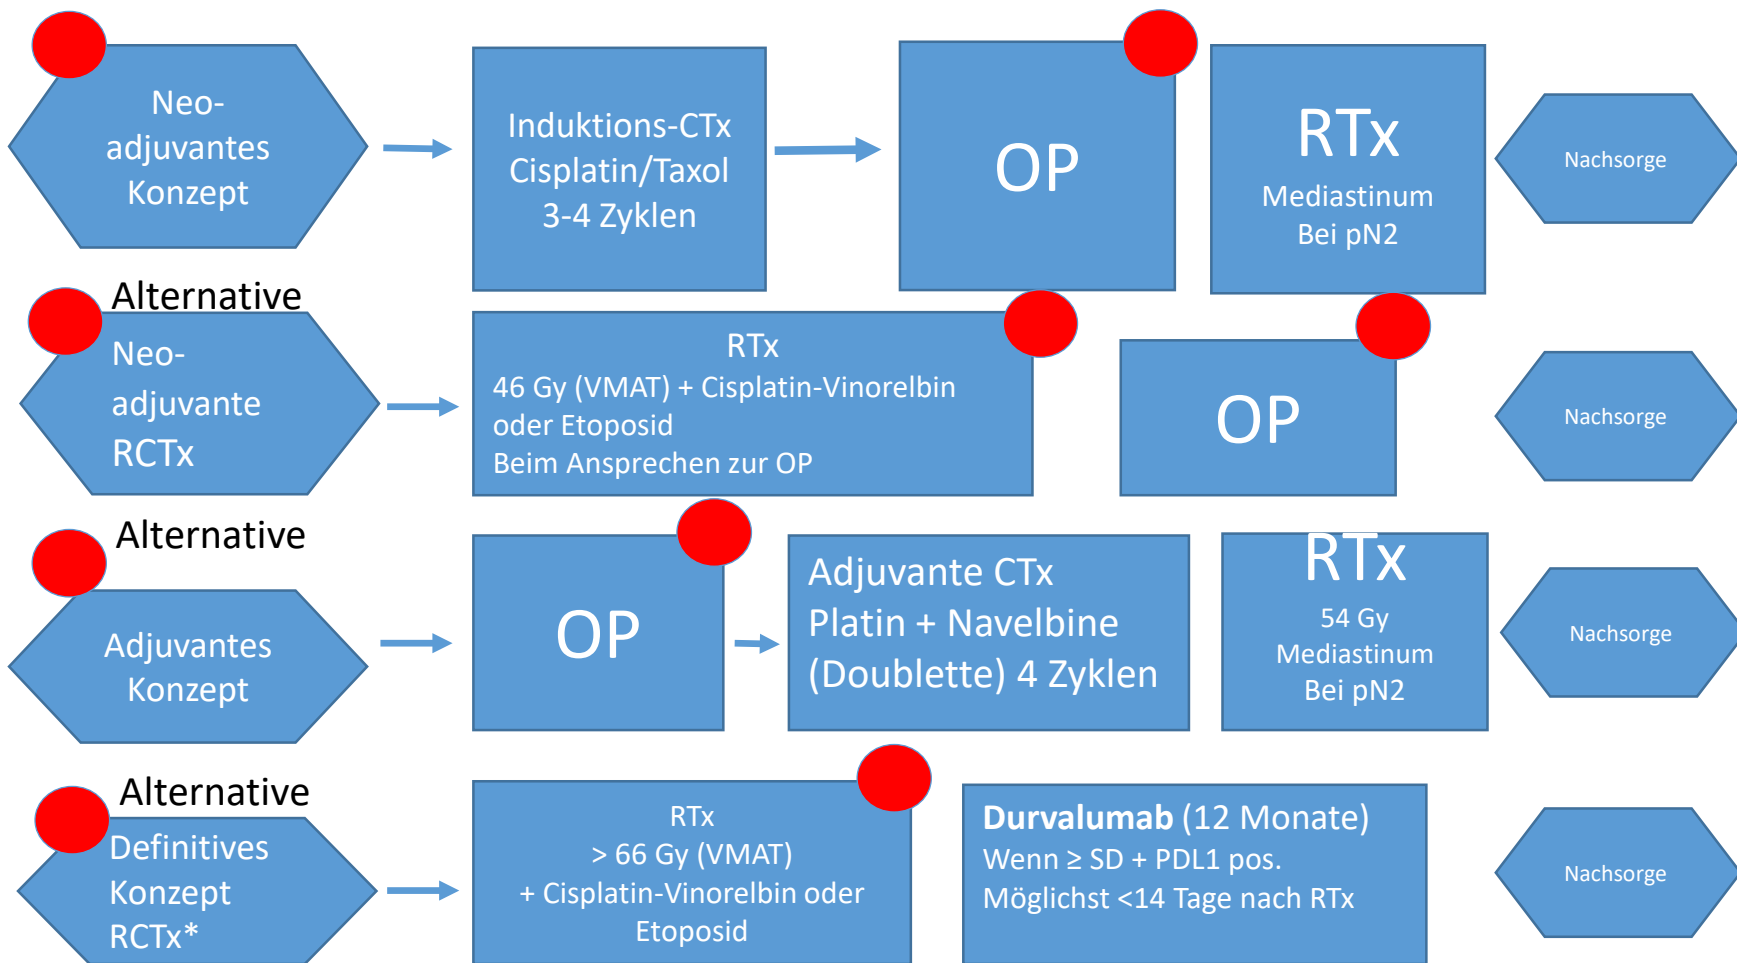 Neo-
adjuvantes
Konzept
Induktions-CTx
Cisplatin/Taxol
3-4 Zyklen
OP
RTx
Mediastinum
Bei pN2
Nachsorge
Alternative
Neo-
adjuvante
RCTx
RTx
46 Gy (VMAT) + Cisplatin-Vinorelbin
oder Etoposid
Beim Ansprechen zur OP
OP
Nachsorge
Alternative
Adjuvantes
Konzept
OP
Adjuvante CTx
Platin + Navelbine
(Doublette) 4 Zyklen
RTx
54 Gy
Mediastinum
Bei pN2
Nachsorge
Alternative
Definitives
Konzept
RCTx*
RTx
> 66 Gy (VMAT)
+ Cisplatin-Vinorelbin oder
Etoposid
Durvalumab (12 Monate)
Wenn ≥ SD + PDL1 pos.
Möglichst <14 Tage nach RTx
Nachsorge